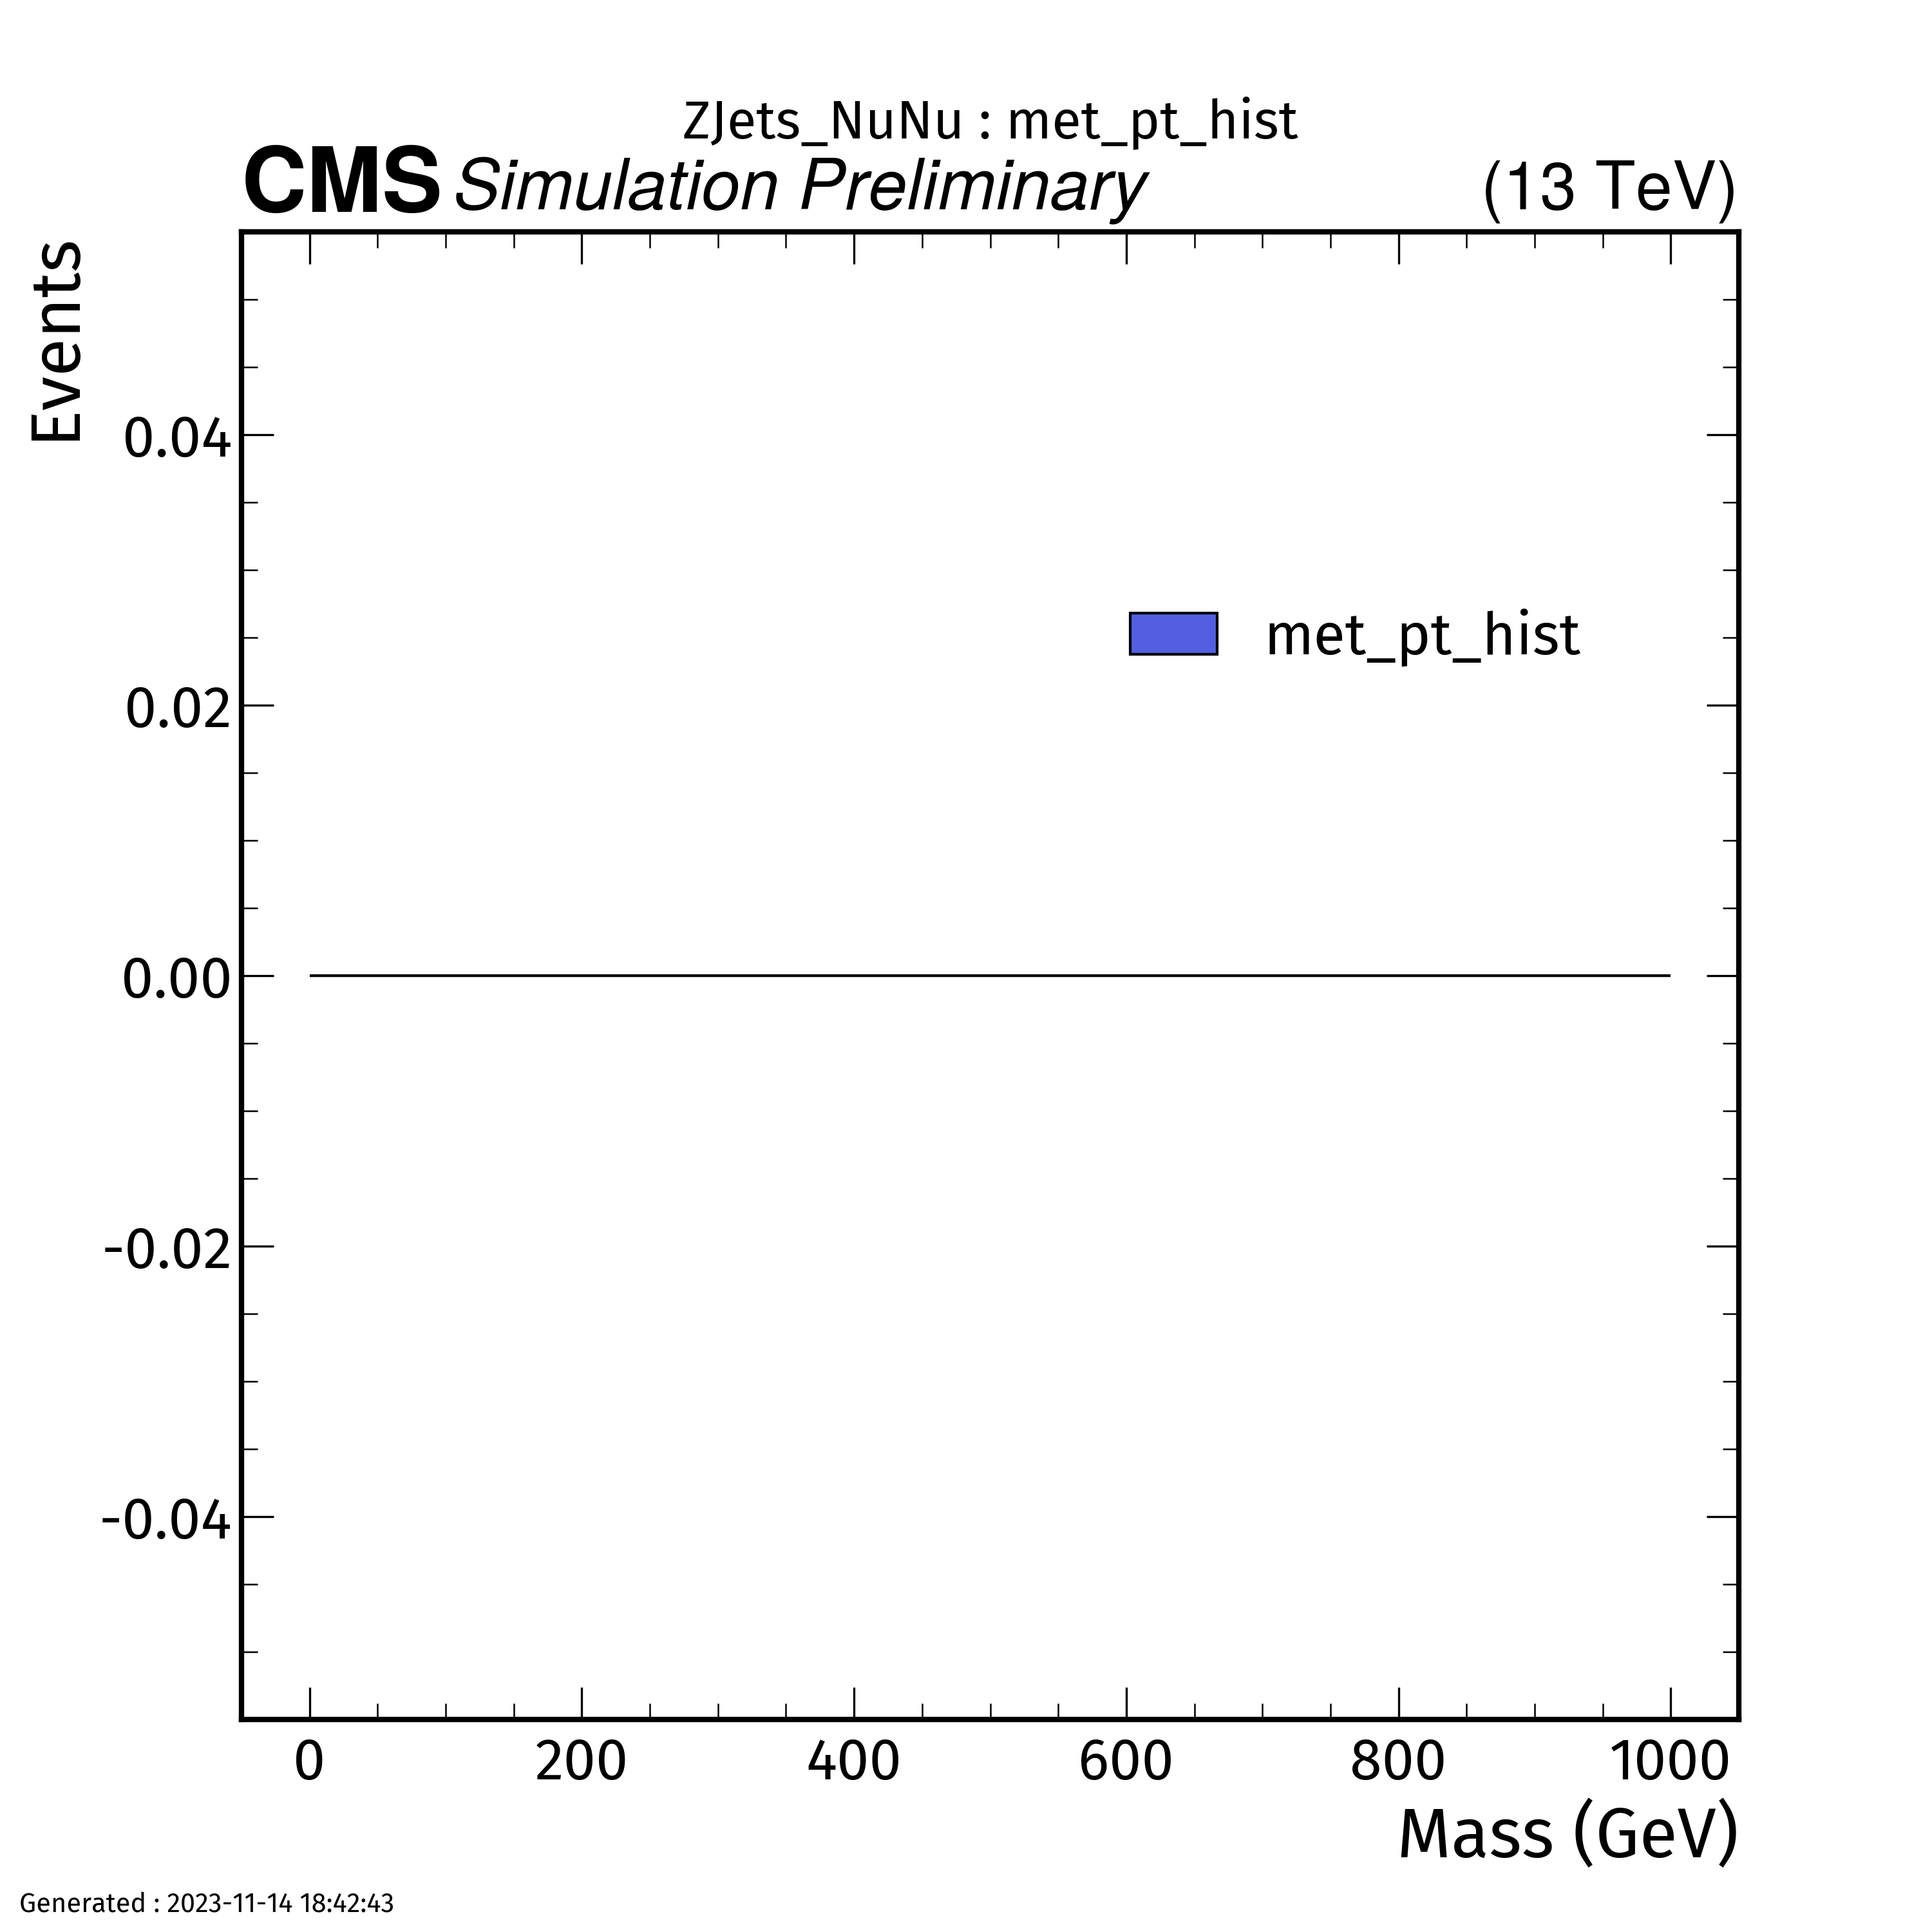 ZJets_NuNu : met_pt_hist
CMS Simulation Preliminary (13 TeV)
Events
0.04
met_pt_hist
0.02
0.00
-0.02
-0.04
0 200 400 600 800 1000
Mass (GeV)
Generated : 2023-11-14 18:42:43